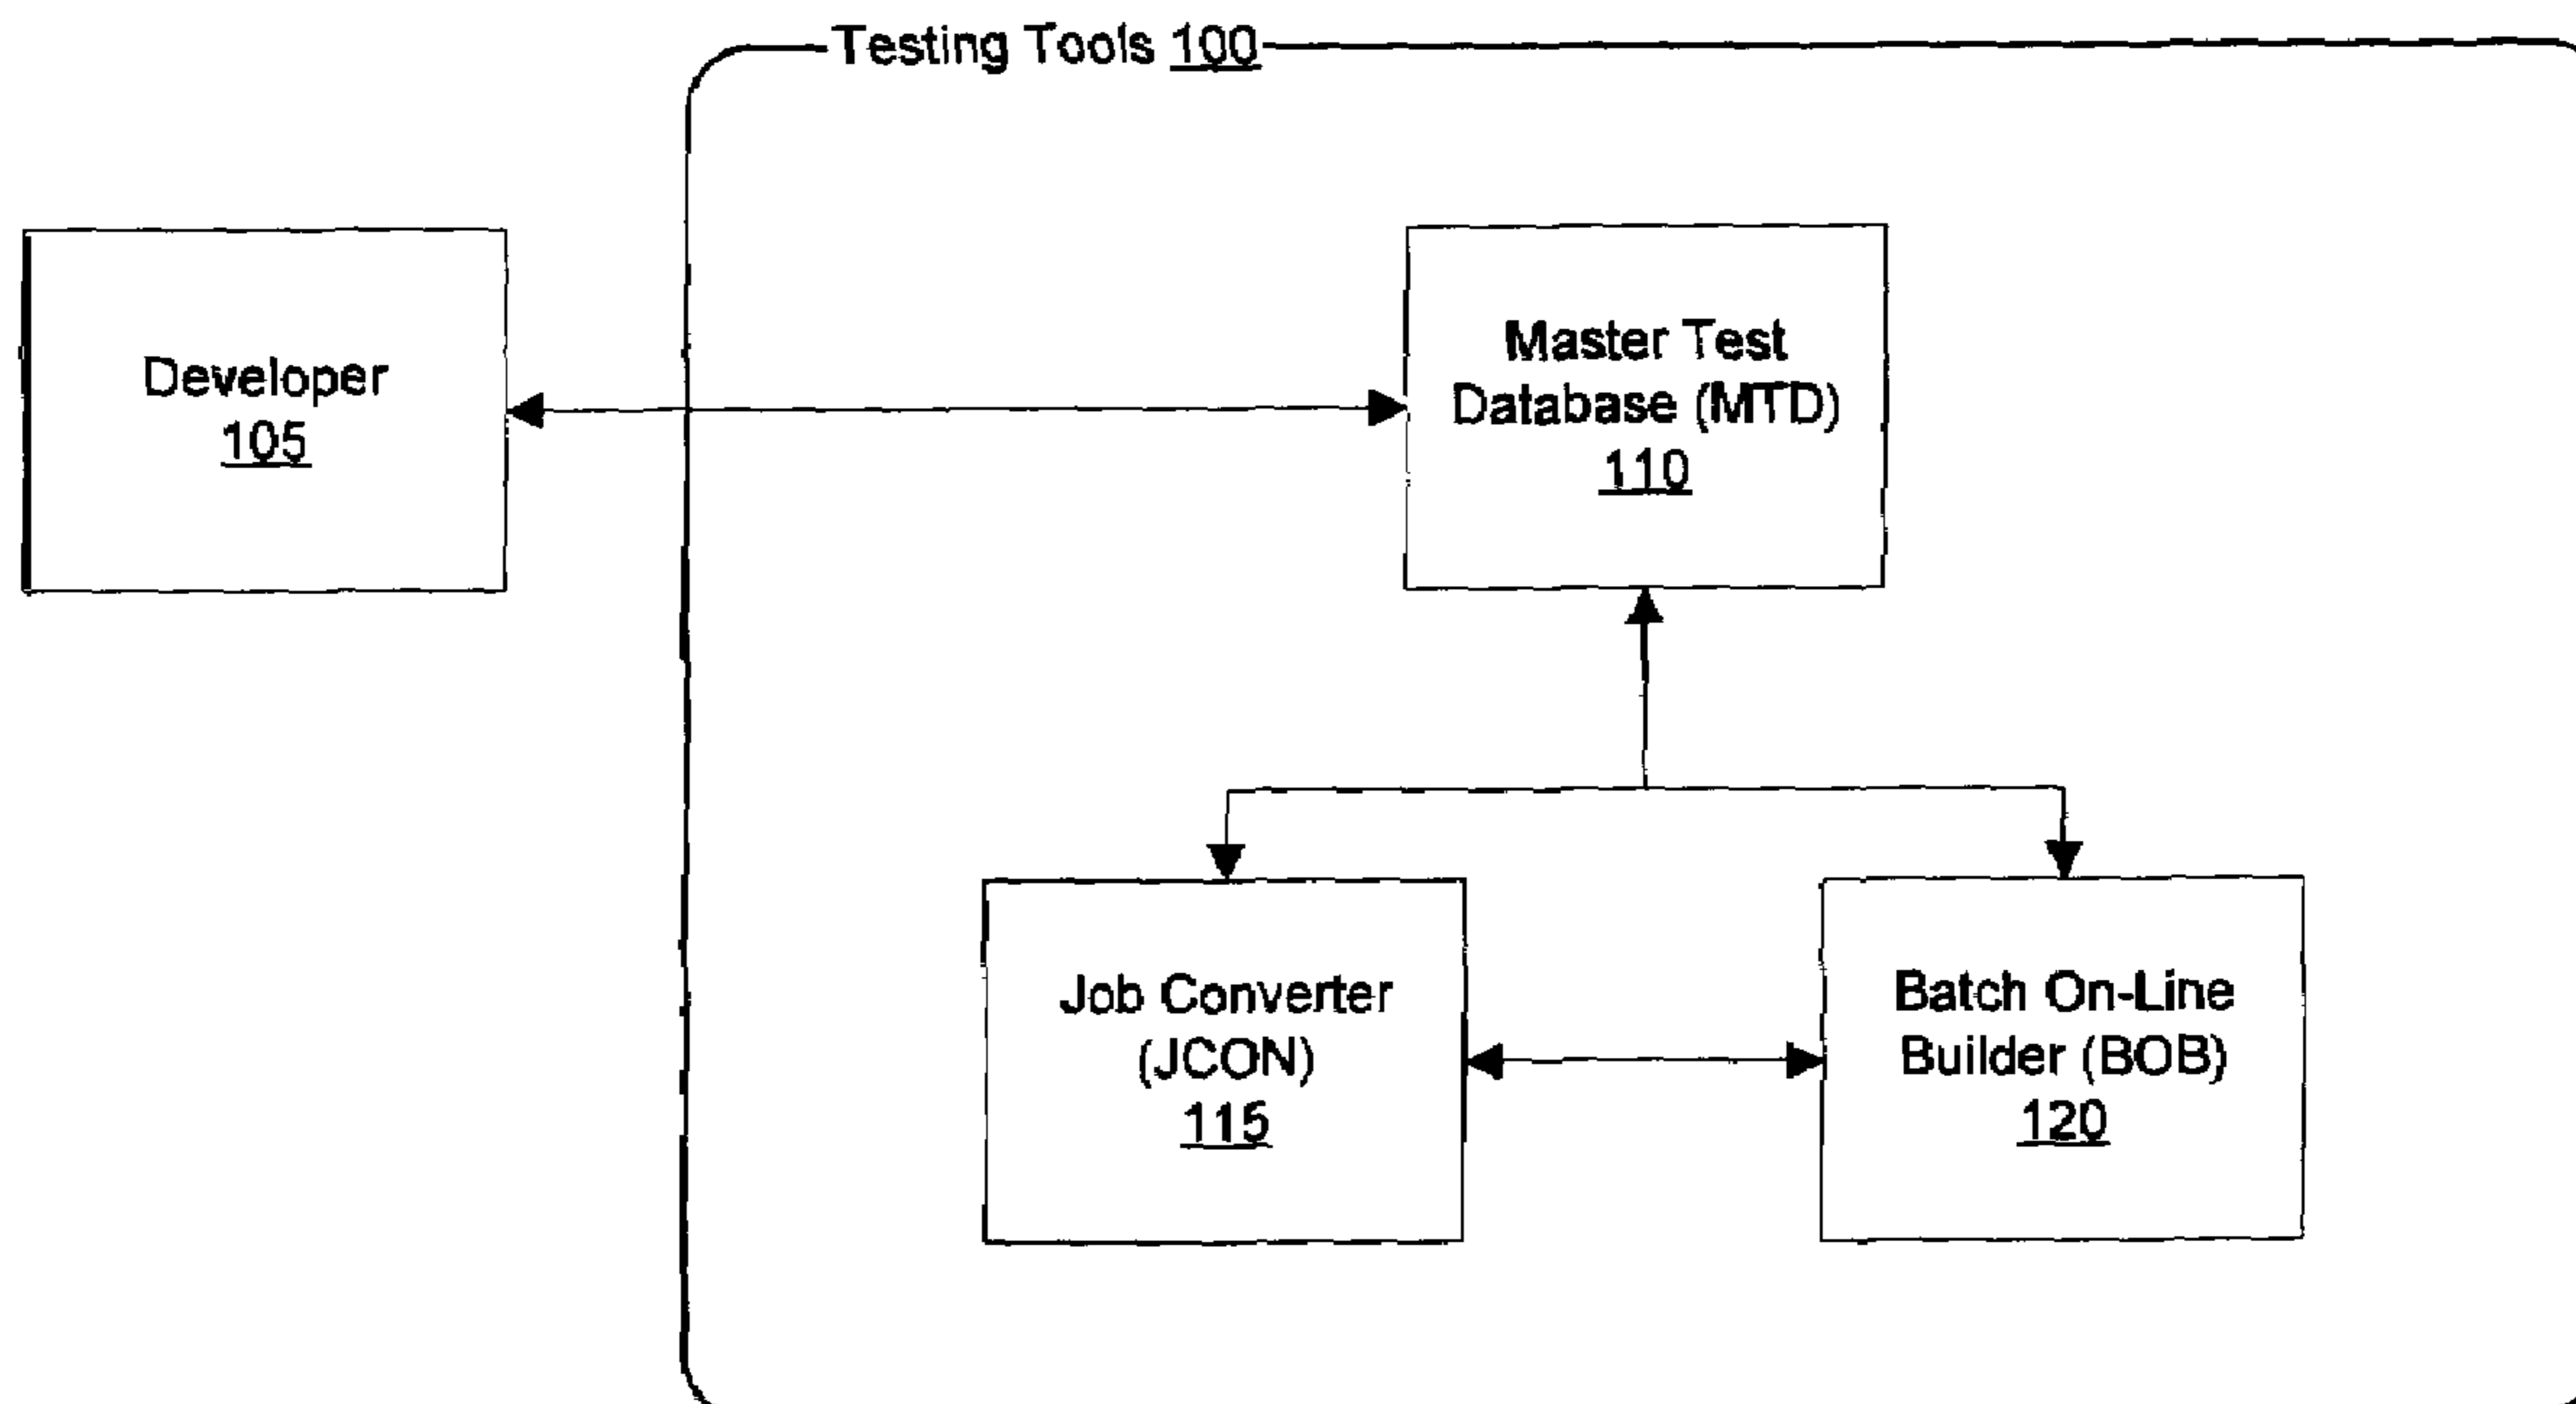 Testing Tools 100
Developer
105
Master Test
Database (MTD)
110
Job Converter
(JCON)
115
Batch On-Line
Builder (BOB)
120